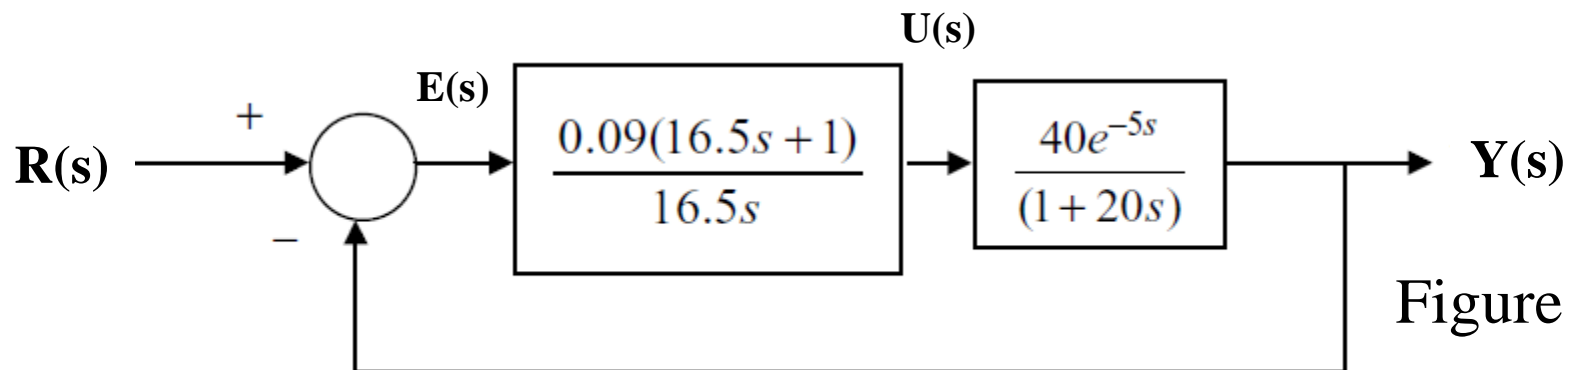 U(s)
E(s)
+
R(s)
0.09(16.5s + 1)
16.5s
40e^{-5s}
(1 + 20s)
Y(s)
−
Figure